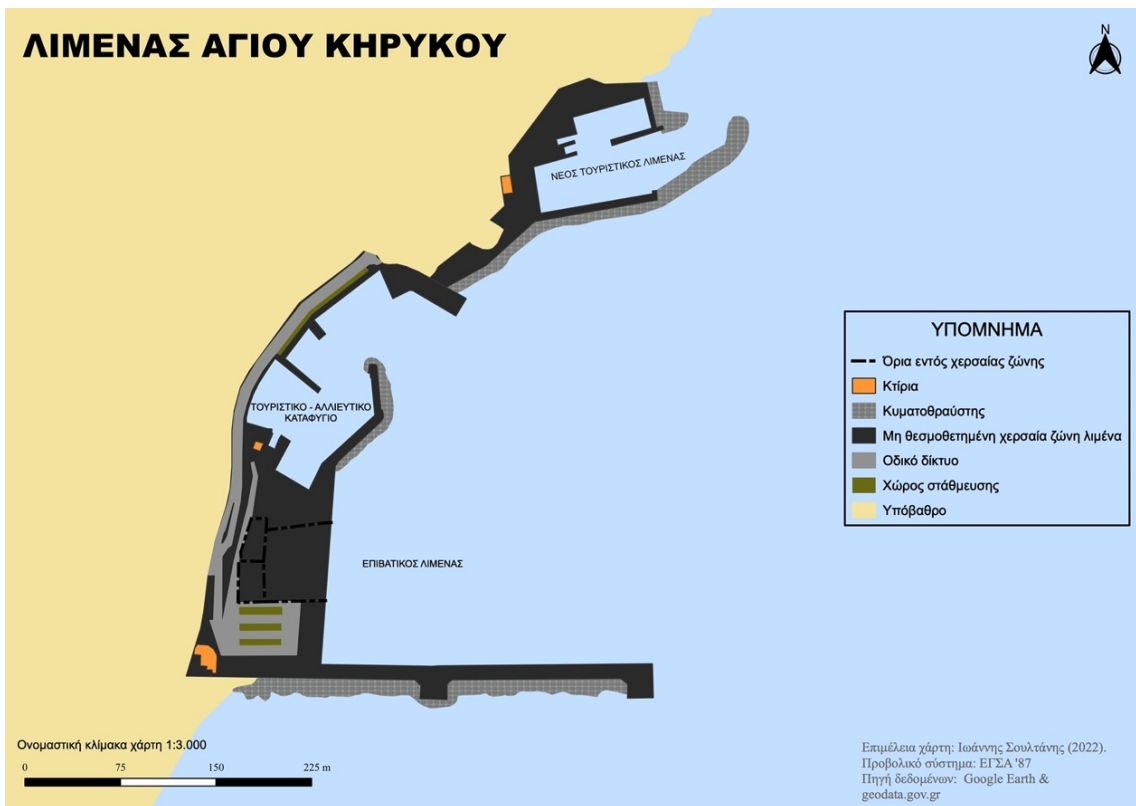 ΛΙΜΕΝΑΣ ΑΓΙΟΥ ΚΗΡΥΚΟΥ
N
ΝΕΟΣ ΤΟΥΡΙΣΤΙΚΟΣ ΛΙΜΕΝΑΣ
ΤΟΥΡΙΣΤΙΚΟ - ΑΛΛΙΕΥΤΙΚΟ
ΚΑΤΑΦΥΓΙΟ
ΕΠΙΒΑΤΙΚΟΣ ΛΙΜΕΝΑΣ
ΥΠΟΜΝΗΜΑ
Όρια εντός χερσαίας ζώνης
Κτίρια
Κυματοθραύστης
Μη θεσμοθετημένη χερσαία ζώνη λιμένα
Οδικό δίκτυο
Χώρος στάθμευσης
Υπόβαθρο
Ονομαστική κλίμακα χάρτη 1:3.000
0 75 150 225 m
Επιμέλεια χάρτη: Ιωάννης Σουλτάνης (2022).
Προβολικό σύστημα: ΕΓΣΑ '87
Πηγή δεδομένων: Google Earth &
geodata.gov.gr